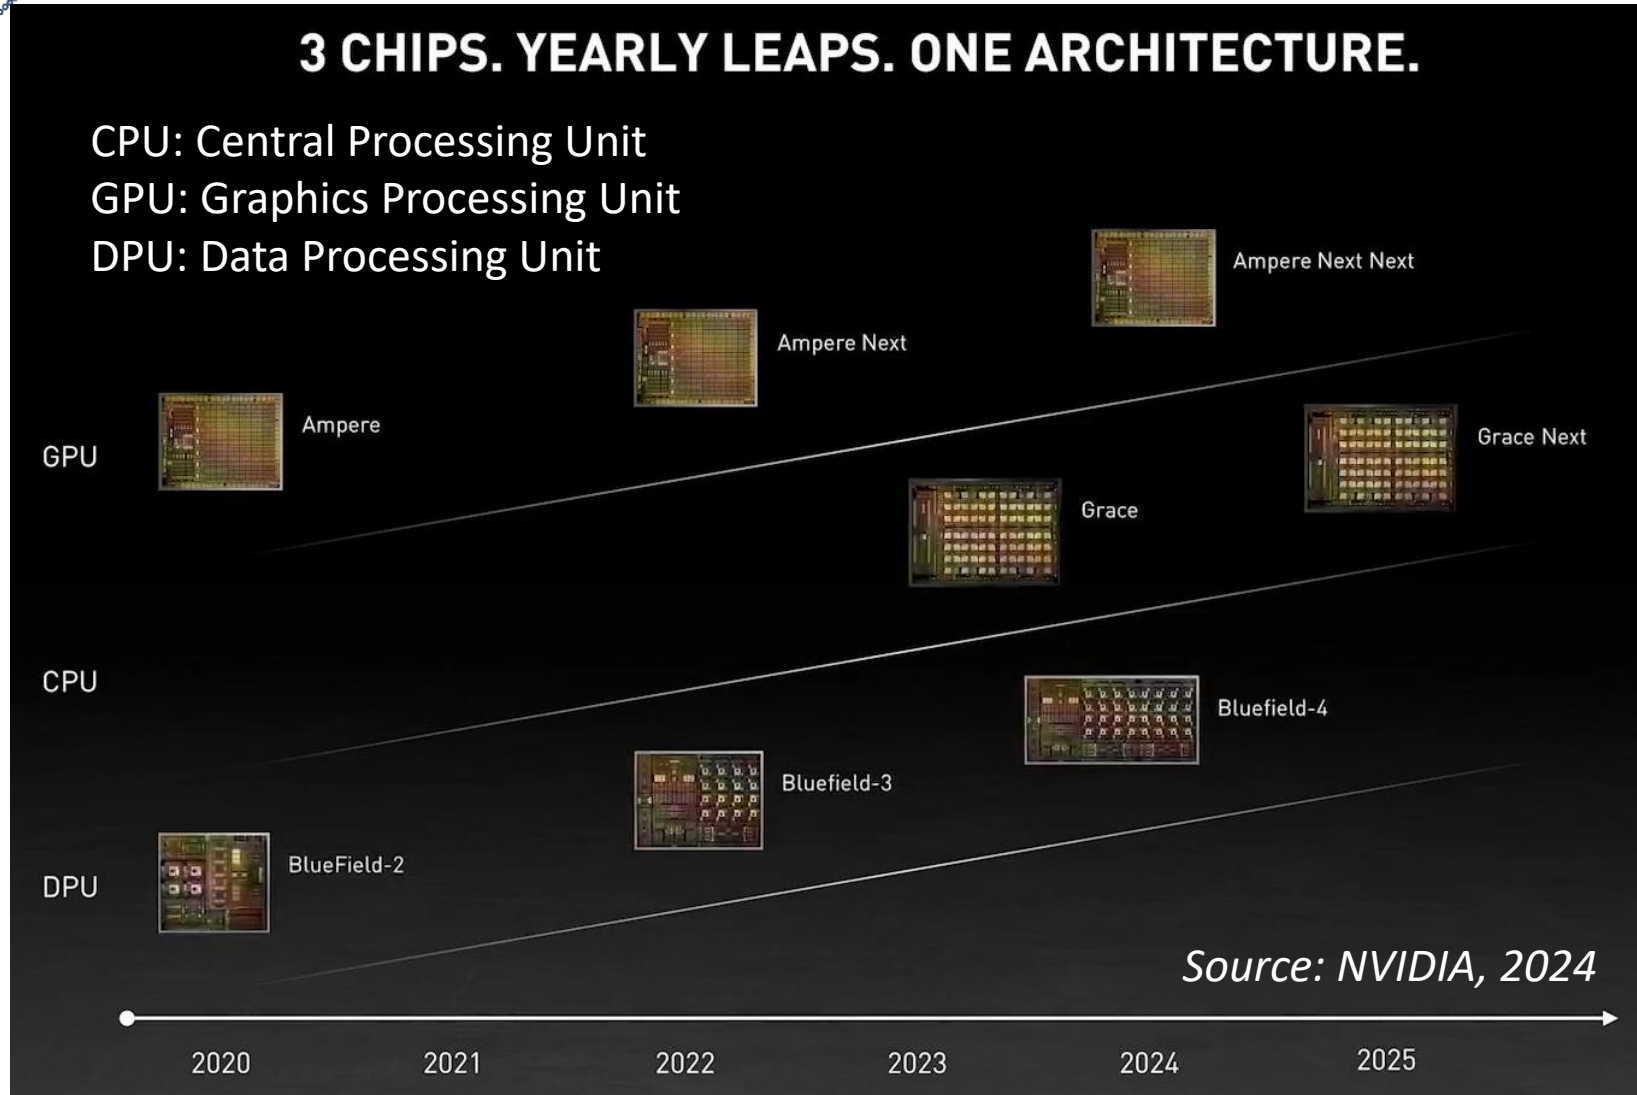 3 CHIPS. YEARLY LEAPS. ONE ARCHITECTURE.
CPU: Central Processing Unit
GPU: Graphics Processing Unit
DPU: Data Processing Unit
Ampere Next Next
Ampere Next
Ampere
GPU
Grace Next
Grace
CPU
Bluefield-4
Bluefield-3
BlueField-2
DPU
Source: NVIDIA, 2024
2020 2021 2022 2023 2024 2025